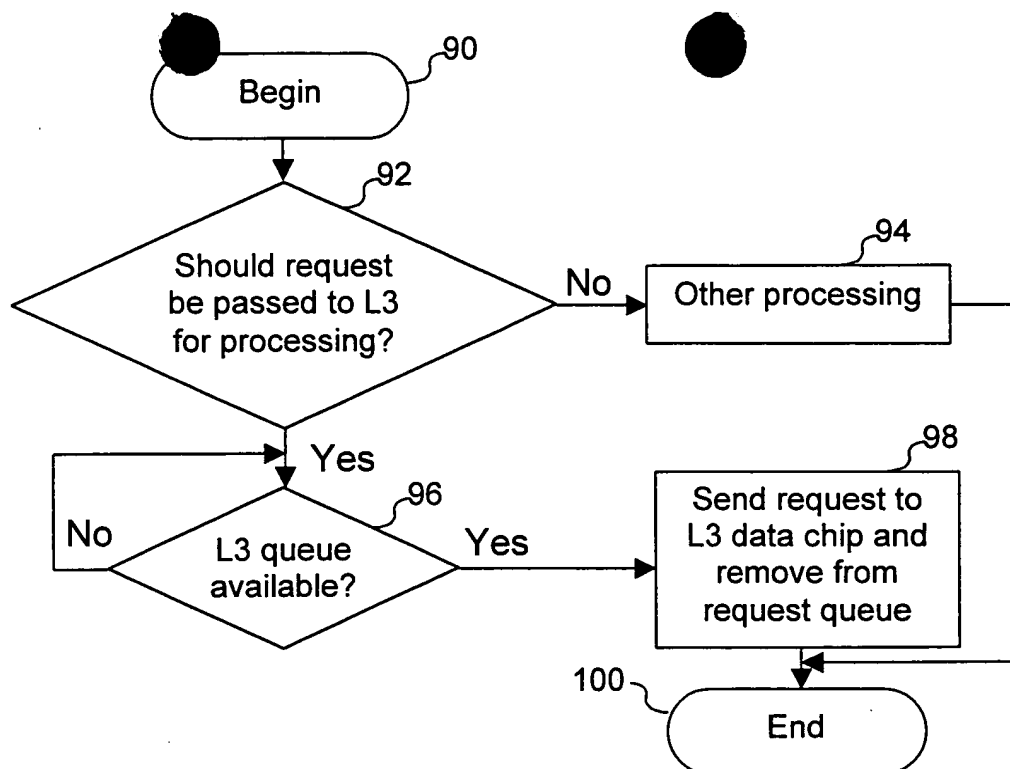 90
Begin
92
Should request
be passed to L3
for processing?
No
94
Other processing
Yes
96
No
L3 queue
available?
Yes
98
Send request to
L3 data chip and
remove from
request queue
100
End